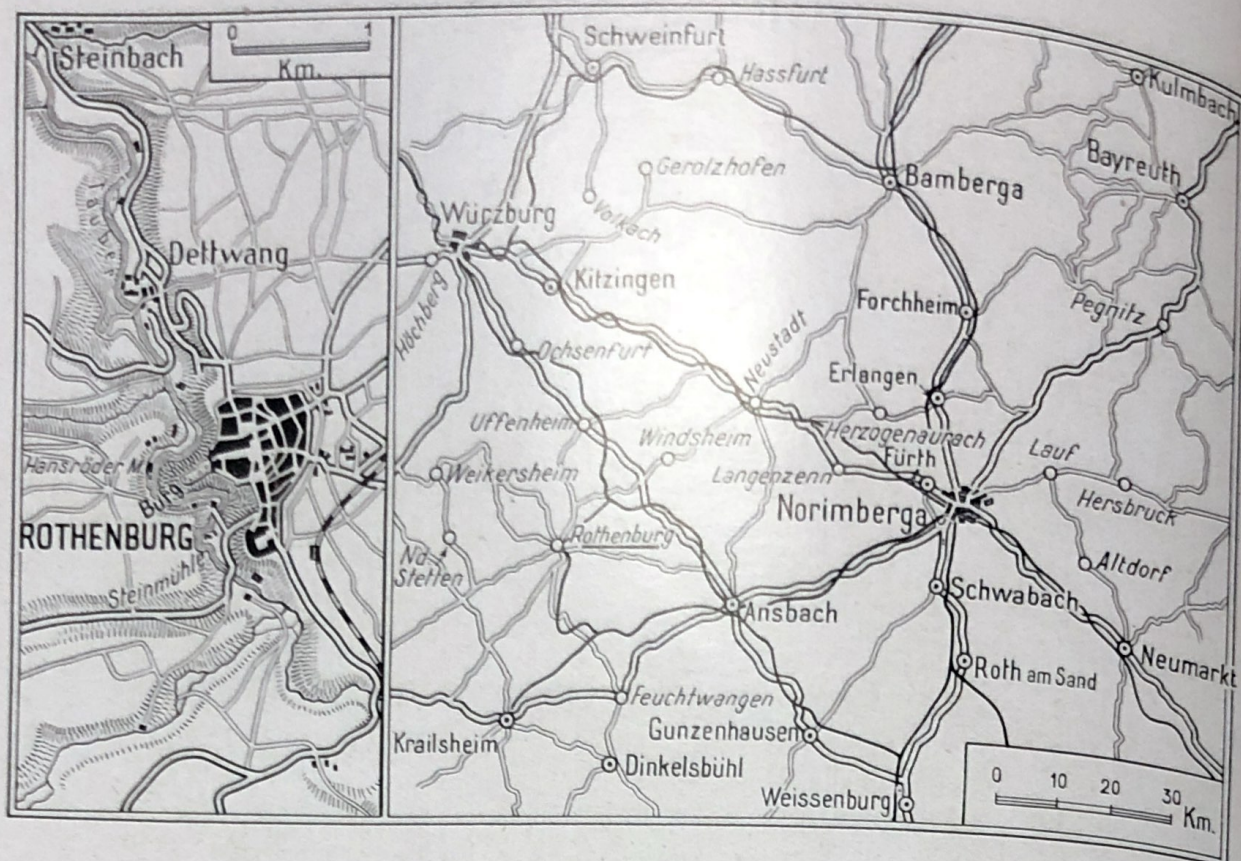 Steinbach
0 1
Km.
Tauber
Dettwang
Hansröder M.
Burg
ROTHENBURG
Steinmühle
Schweinfurt
Hassfurt
Kulmbach
Gerolzhofen
Bayreuth
Bamberga
Volkach
Würzburg
Höchberg
Kitzingen
Forchheim
Pegnitz
Ochsenfurt
Neustadt
Erlangen
Uffenheim
Windsheim
Herzogenaurach
Weikersheim
Langenzenn
Fürth
Lauf
Hersbruck
Norimberga
Rothenburg
Nd-
Stetten
Altdorf
Ansbach
Schwabach
Neumarkt
Roth am Sand
Feuchtwangen
Gunzenhausen
Krailsheim
Dinkelsbühl
Weissenburg
0 10 20 30
Km.